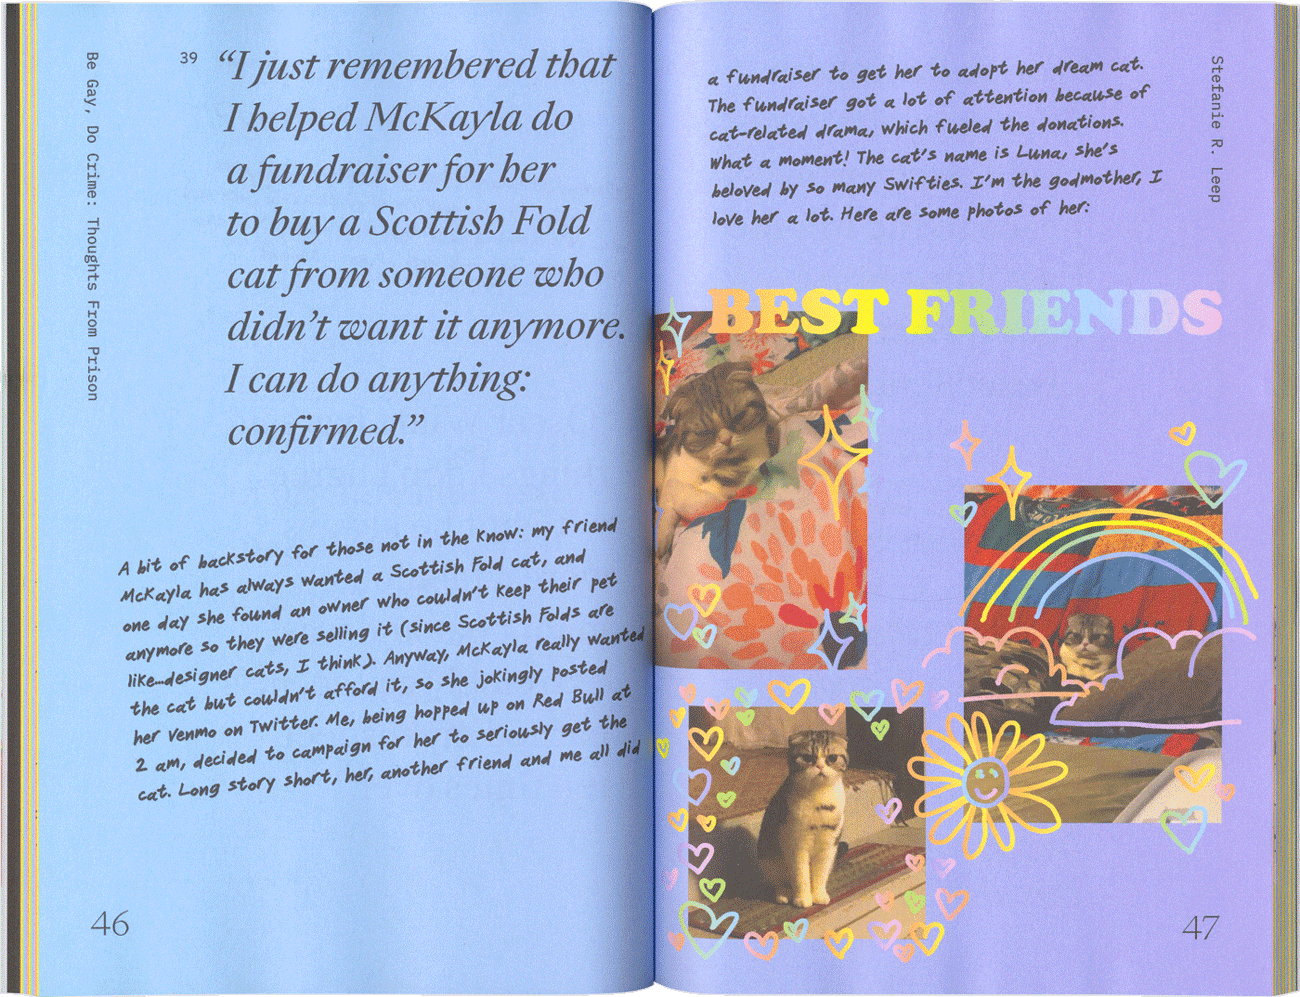 Be Gay, Do Crime: Thoughts From Prison
39
“I just remembered that
I helped McKayla do
a fundraiser for her
to buy a Scottish Fold
cat from someone who
didn’t want it anymore.
I can do anything:
confirmed.”
A bit of backstory for those not in the know: my friend
McKayla has always wanted a Scottish Fold cat, and
one day she found an owner who couldn't keep their pet
anymore so they were selling it (since Scottish Folds are
like...designer cats, I think). Anyway, McKayla really wanted
the cat but couldn't afford it, so she jokingly posted
her Venmo on Twitter. Me, being hopped up on Red Bull at
2 am, decided to campaign for her to seriously get the
cat. Long story short, her, another friend and me all did
46
a fundraiser to get her to adopt her dream cat.
The fundraiser got a lot of attention because of
cat-related drama, which fueled the donations.
What a moment! The cat's name is Luna, she's
beloved by so many Swifties. I'm the godmother, I
love her a lot. Here are some photos of her:
Stefanie R. Leep
BEST FRIENDS
47